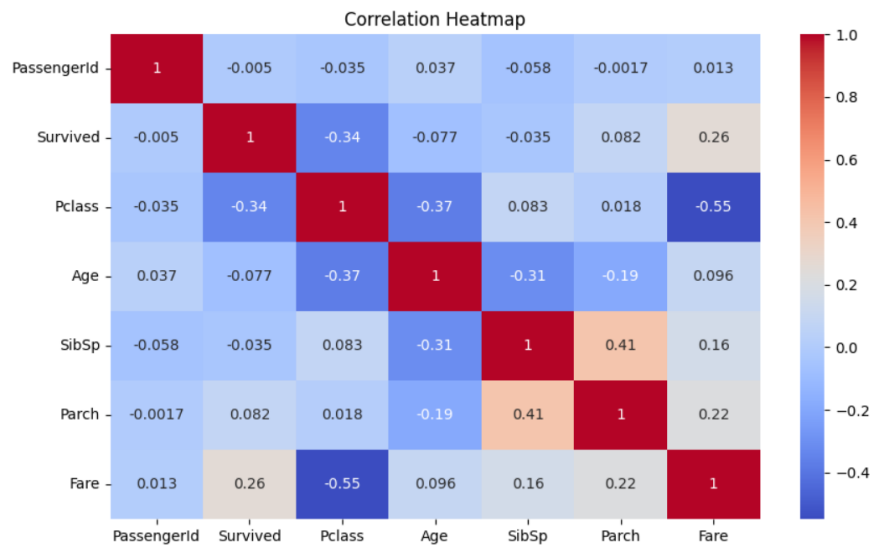 Correlation Heatmap
PassengerId 1 -0.005 -0.035 0.037 -0.058 -0.0017 0.013
Survived -0.005 1 -0.34 -0.077 -0.035 0.082 0.26
Pclass -0.035 -0.34 1 -0.37 0.083 0.018 -0.55
Age 0.037 -0.077 -0.37 1 -0.31 -0.19 0.096
SibSp -0.058 -0.035 0.083 -0.31 1 0.41 0.16
Parch -0.0017 0.082 0.018 -0.19 0.41 1 0.22
Fare 0.013 0.26 -0.55 0.096 0.16 0.22 1
PassengerId Survived Pclass Age SibSp Parch Fare
1.0
0.8
0.6
0.4
0.2
0.0
−0.2
−0.4